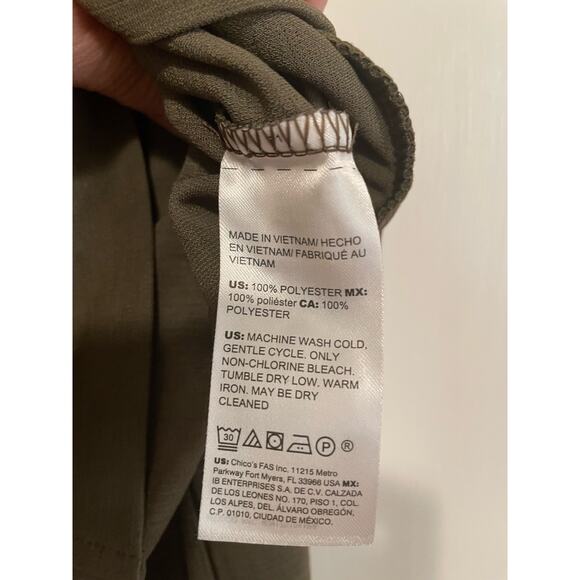 MADE IN VIETNAM/ HECHO
EN VIETNAM/ FABRIQUÉ AU
VIETNAM
US: 100% POLYESTER MX:
100% poliéster CA: 100%
POLYESTER
US: MACHINE WASH COLD,
GENTLE CYCLE. ONLY
NON-CHLORINE BLEACH.
TUMBLE DRY LOW. WARM
IRON. MAY BE DRY
CLEANED
30 P ®
US: Chico's FAS Inc. 11215 Metro
Parkway Fort Myers, FL 33966 USA MX:
IB ENTERPRISES S.A. DE C.V. CALZADA
DE LOS LEONES NO. 170, PISO 1, COL.
LOS ALPES, DEL. ÁLVARO OBREGÓN,
C.P. 01010, CIUDAD DE MÉXICO.